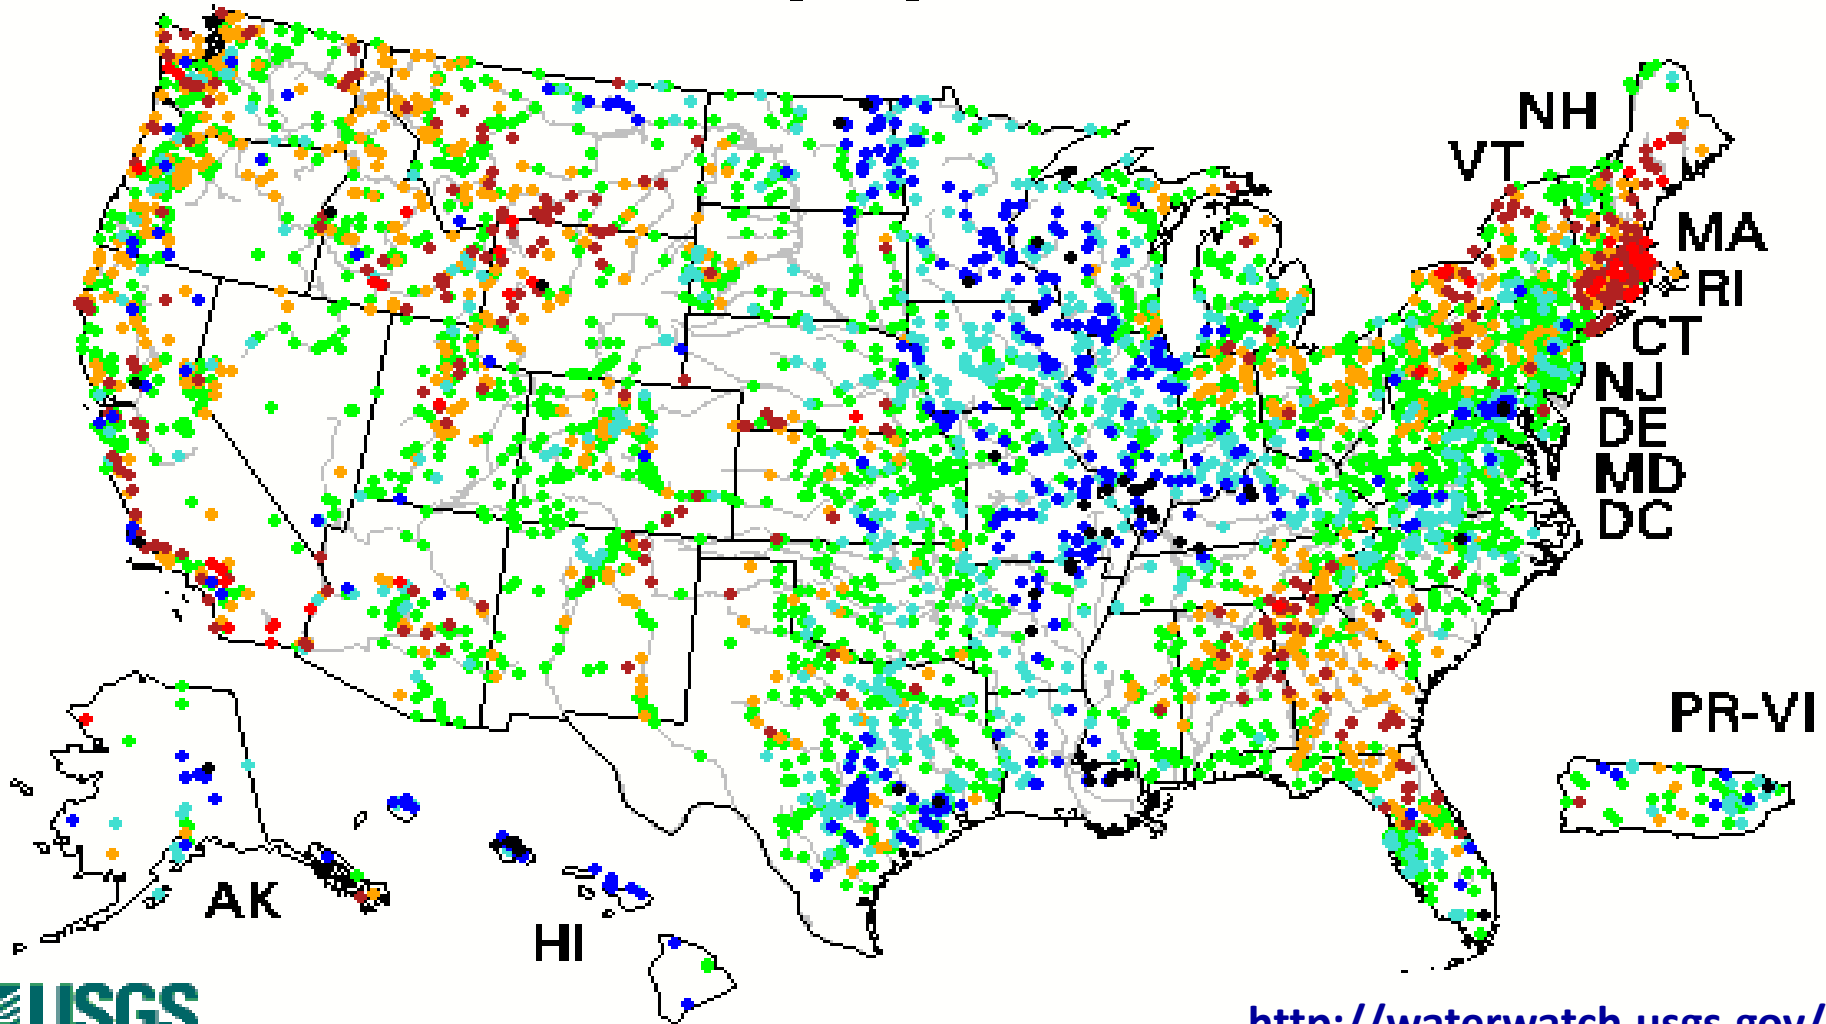 NH
VT
MA
RI
CT
NJ
DE
MD
DC
PR-VI
AK
HI
USGS
http://waterwatch.usgs.gov/